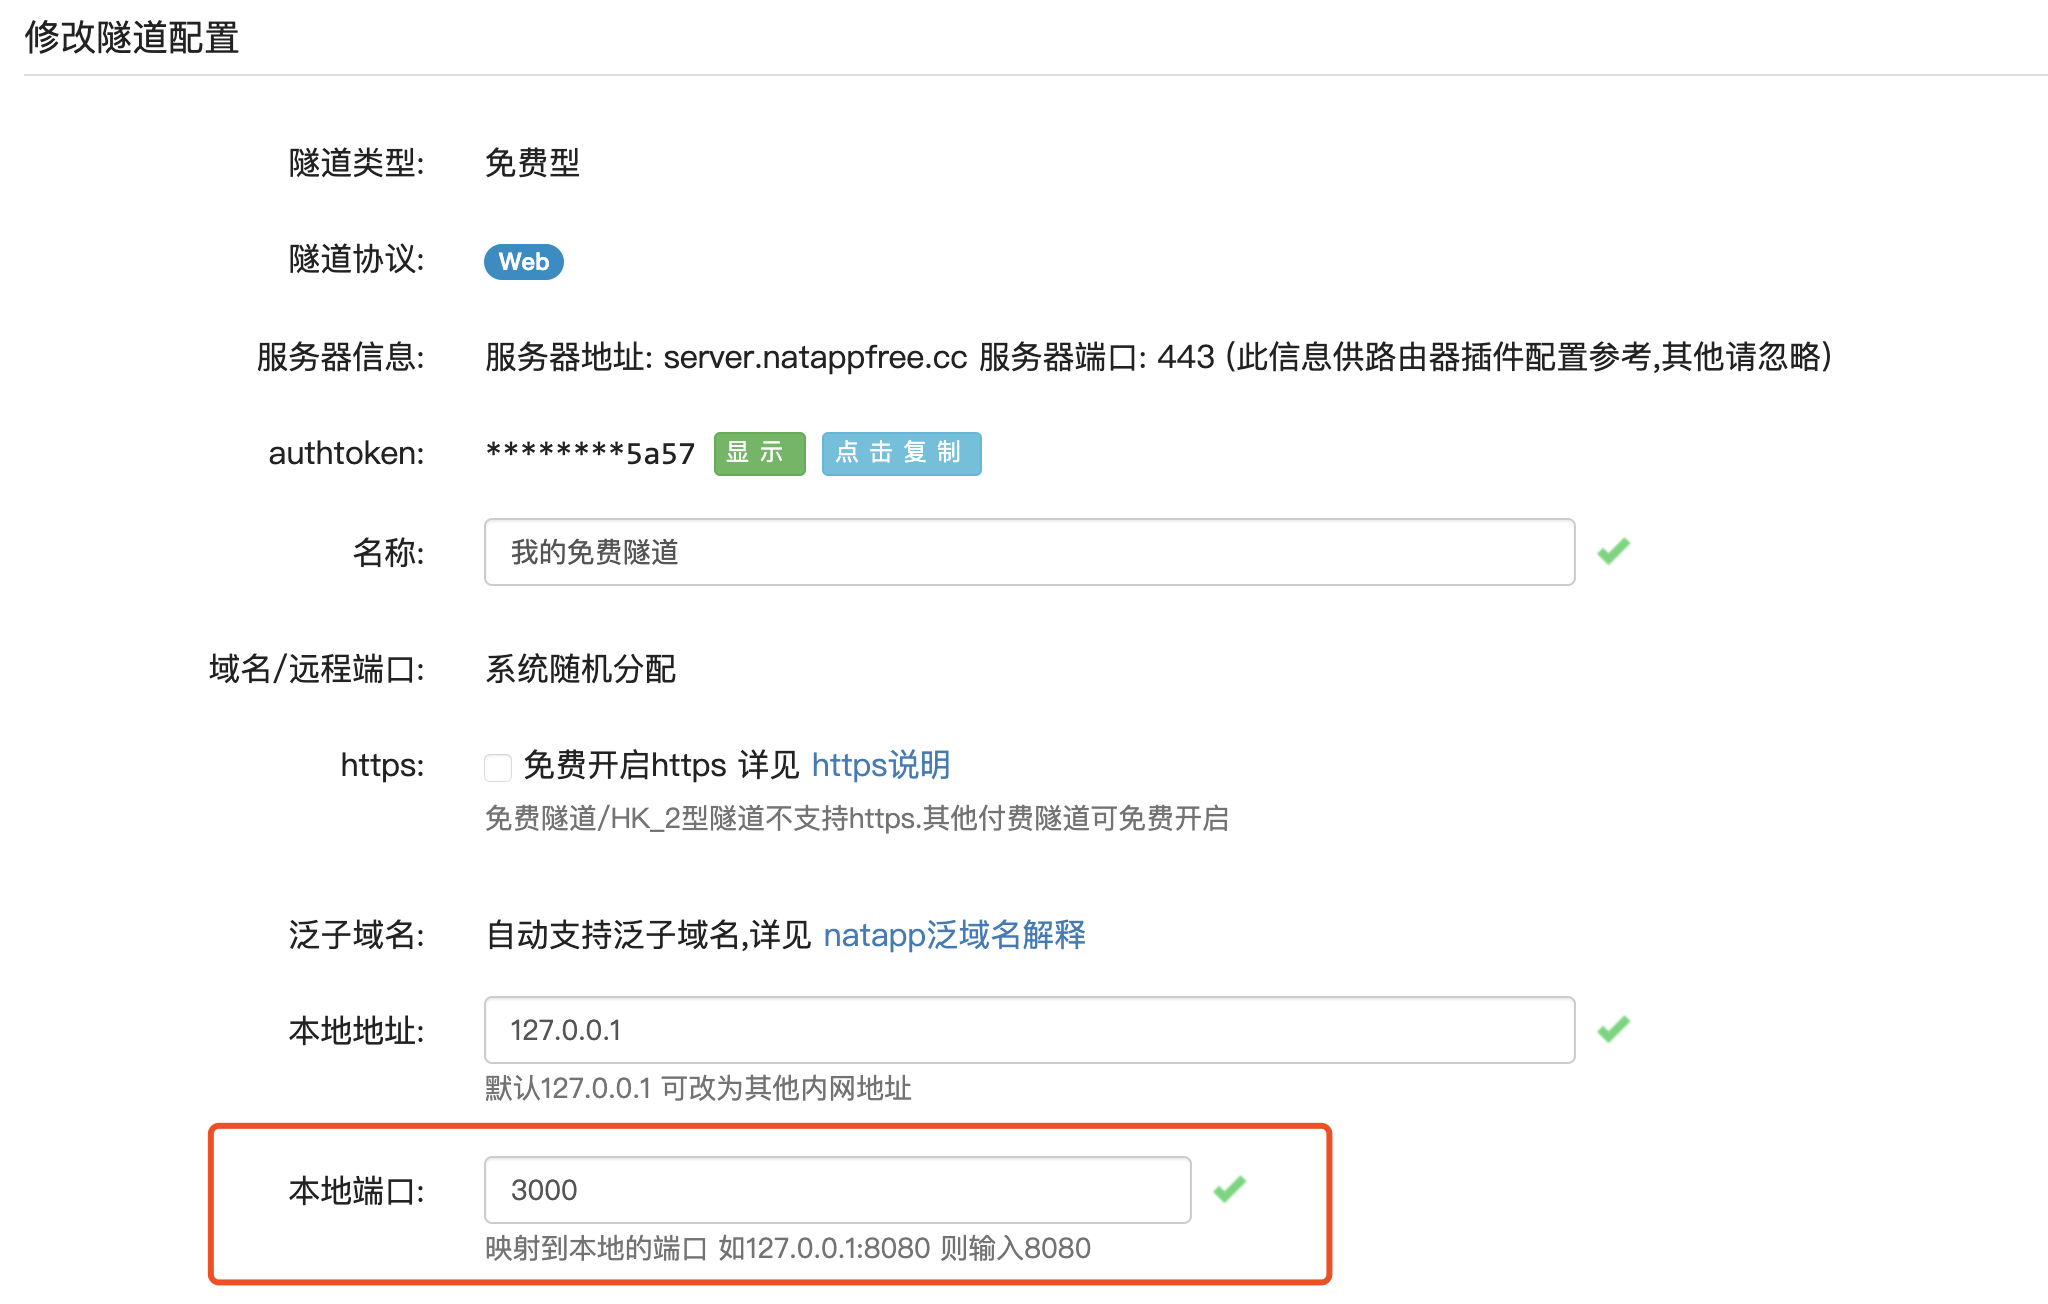 修改隧道配置
隧道类型: 免费型
隧道协议: Web
服务器信息: 服务器地址: server.natappfree.cc 服务器端口: 443 (此信息供路由器插件配置参考,其他请忽略)
authtoken: ********5a57 显示 点击复制
名称: 我的免费隧道
域名/远程端口: 系统随机分配
https: 免费开启https 详见 https说明
免费隧道/HK_2型隧道不支持https.其他付费隧道可免费开启
泛子域名: 自动支持泛子域名,详见 natapp泛域名解释
本地地址: 127.0.0.1
默认127.0.0.1 可改为其他内网地址
本地端口: 3000
映射到本地的端口 如127.0.0.1:8080 则输入8080